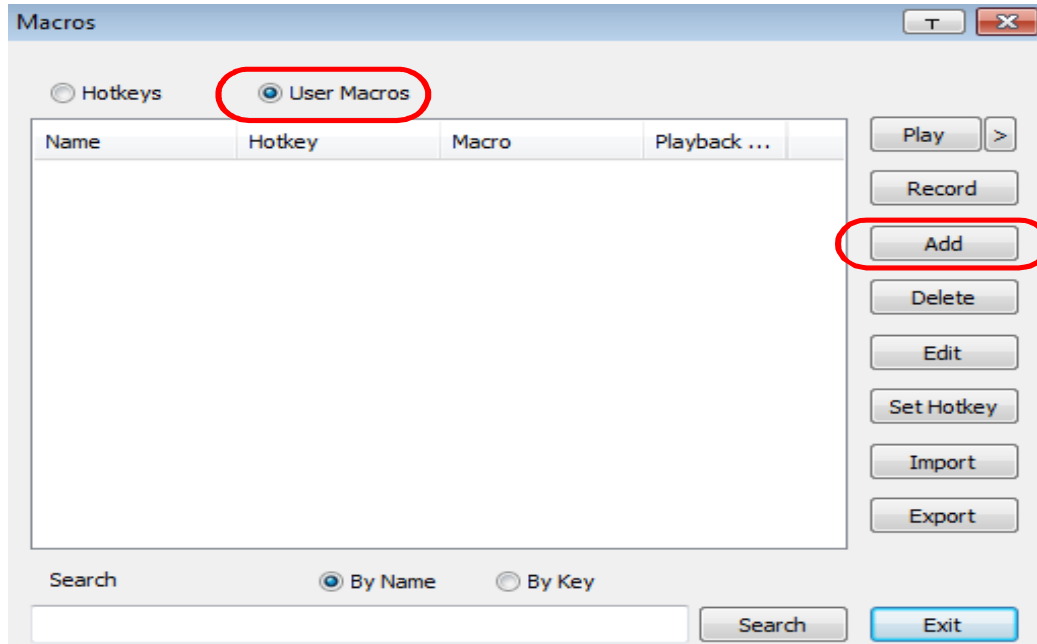 Macros
T
Hotkeys
User Macros
Name Hotkey Macro Playback ...
Play >
Record
Add
Delete
Edit
Set Hotkey
Import
Export
Search By Name By Key
Search Exit